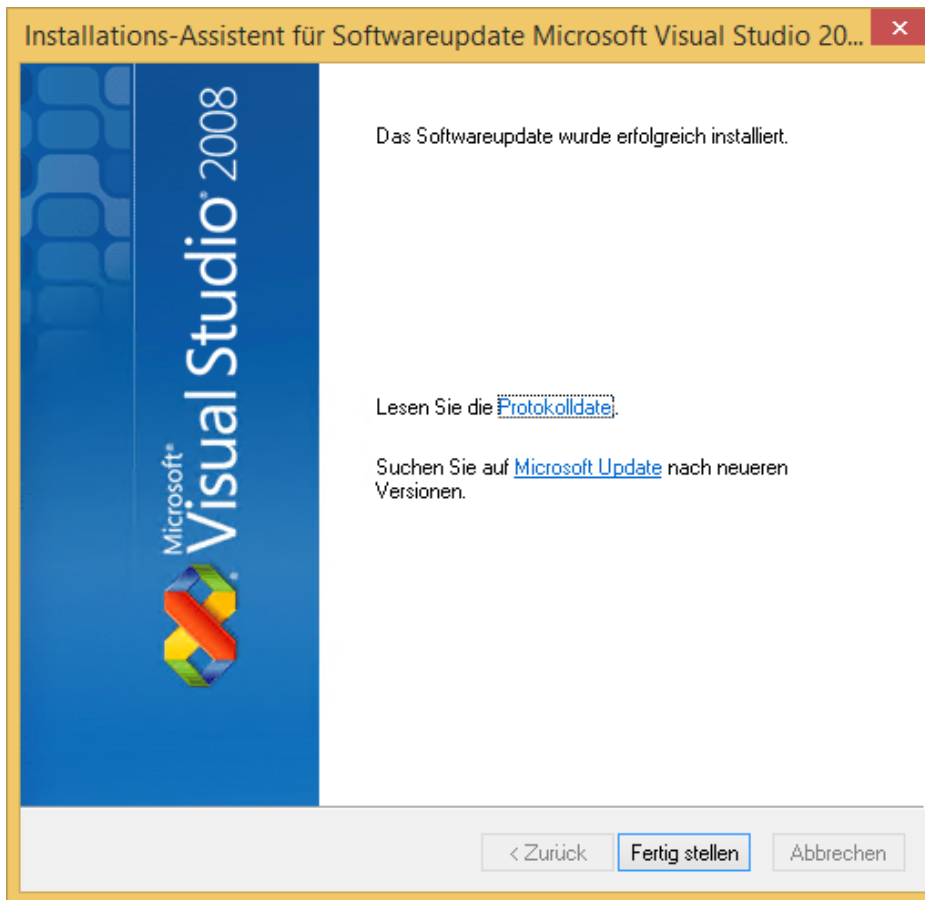 Installations-Assistent für Softwareupdate Microsoft Visual Studio 20...
Microsoft® Visual Studio® 2008
Das Softwareupdate wurde erfolgreich installiert.
Lesen Sie die Protokolldatei.
Suchen Sie auf Microsoft Update nach neueren
Versionen.
< Zurück
Fertig stellen
Abbrechen